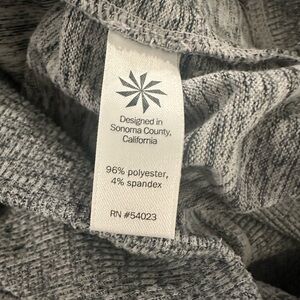 Designed in
Sonoma County,
California
96% polyester,
4% spandex
RN #54023